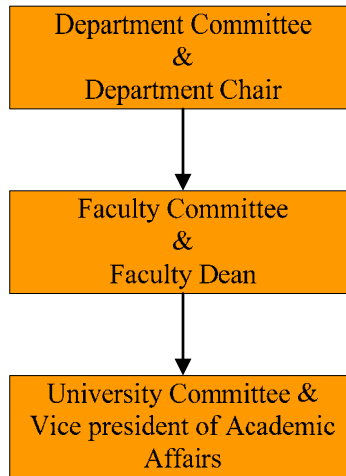 Department Committee
&
Department Chair
Faculty Committee
&
Faculty Dean
University Committee &
Vice president of Academic
Affairs